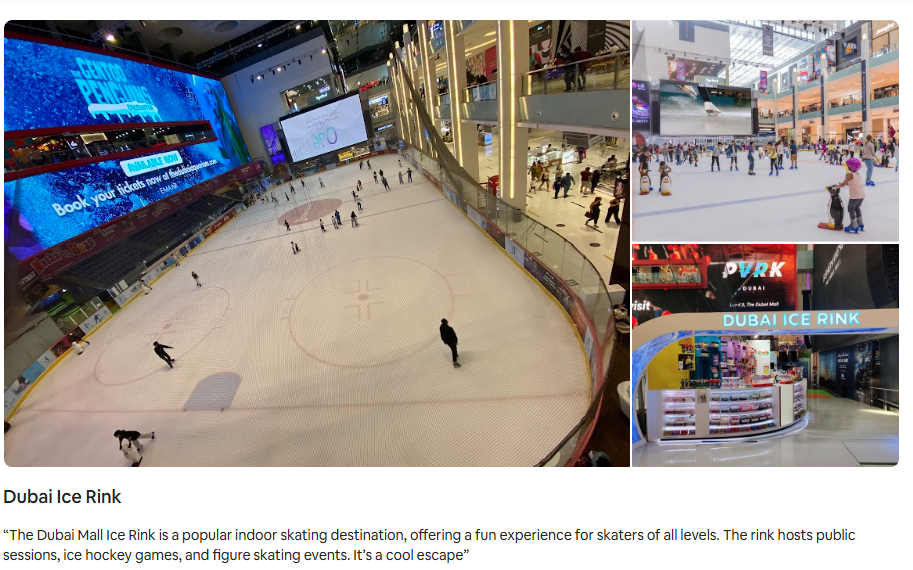 THE
GENTOO
PENGUINS
AVAILABLE NOW
Book your tickets now at thedubaiaquarium.com
EMAAR
PVRK
DUBAI
Level 2, The Dubai Mall
visit
DUBAI ICE RINK
Dubai Ice Rink
“The Dubai Mall Ice Rink is a popular indoor skating destination, offering a fun experience for skaters of all levels. The rink hosts public
sessions, ice hockey games, and figure skating events. It’s a cool escape”